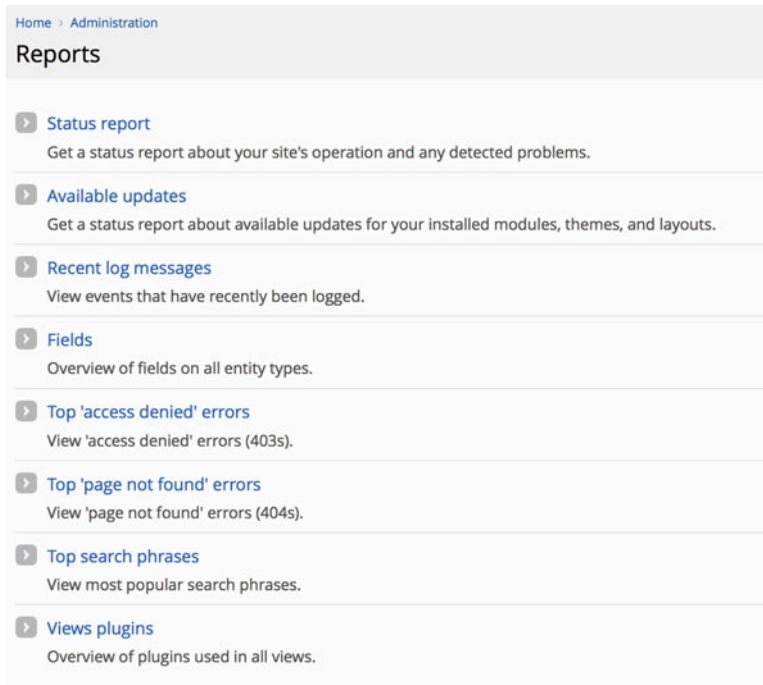 Home › Administration
Reports
Status report
Get a status report about your site's operation and any detected problems.
Available updates
Get a status report about available updates for your installed modules, themes, and layouts.
Recent log messages
View events that have recently been logged.
Fields
Overview of fields on all entity types.
Top 'access denied' errors
View 'access denied' errors (403s).
Top 'page not found' errors
View 'page not found' errors (404s).
Top search phrases
View most popular search phrases.
Views plugins
Overview of plugins used in all views.